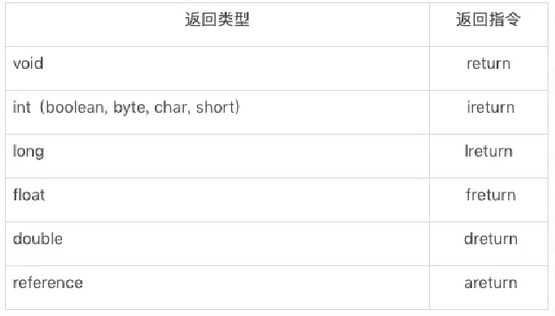 返回类型 返回指令
void return
int（boolean, byte, char, short） ireturn
long lreturn
float freturn
double dreturn
reference areturn